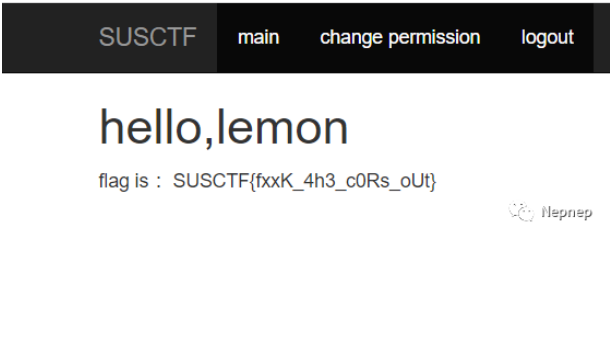 SUSCTF main change permission logout
hello,lemon
flag is： SUSCTF{fxxK_4h3_c0Rs_oUt}
Nepnep